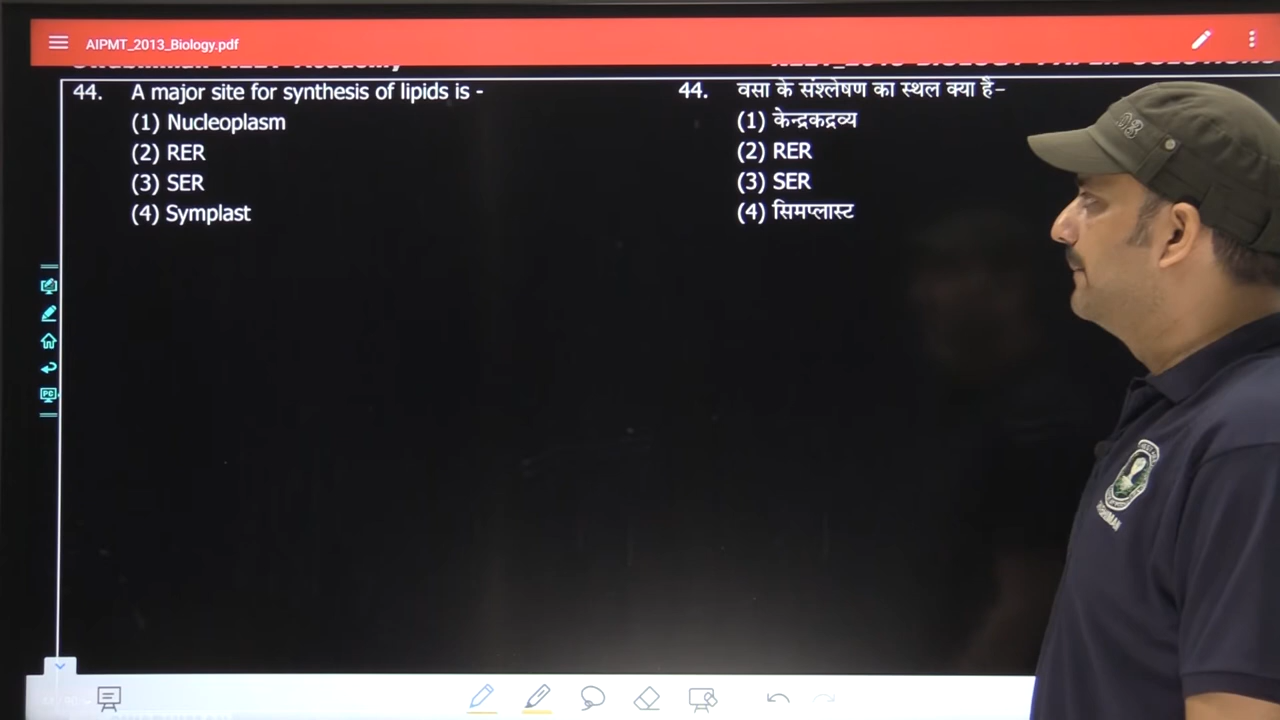 AIPMT_2013_Biology.pdf
44. A major site for synthesis of lipids is -
(1) Nucleoplasm
(2) RER
(3) SER
(4) Symplast
44. वसा के संश्लेषण का स्थल क्या है-
(1) केन्द्रकद्रव्य
(2) RER
(3) SER
(4) सिमप्लास्ट
PC